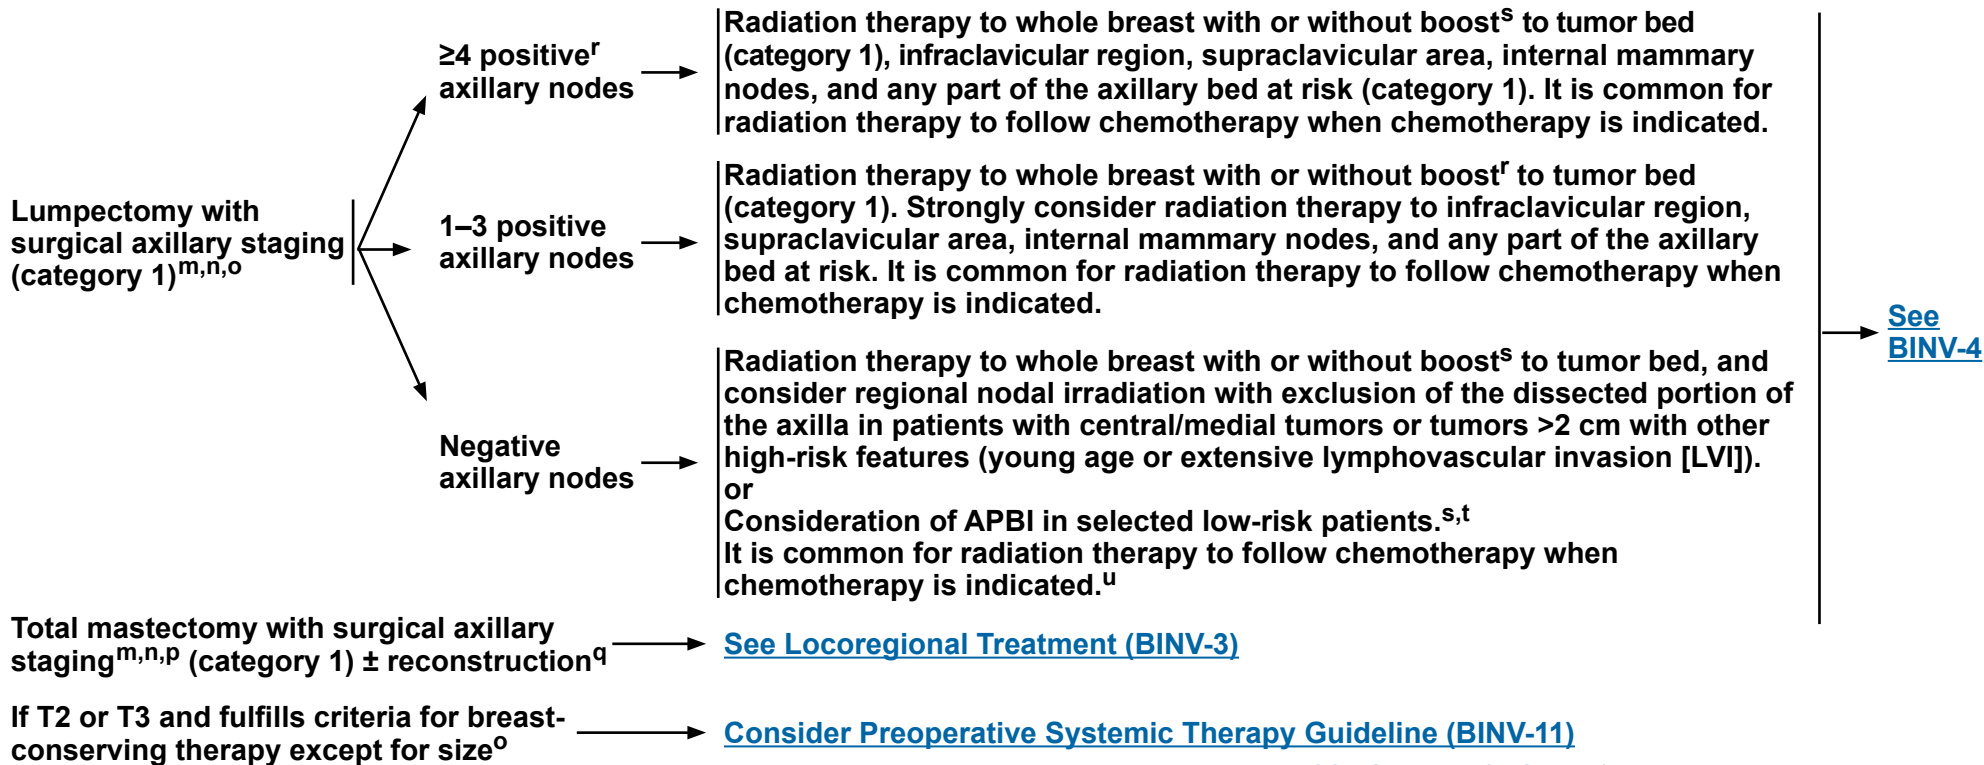 ≥4 positiveʳ
axillary nodes
Radiation therapy to whole breast with or without boostˢ to tumor bed
(category 1), infraclavicular region, supraclavicular area, internal mammary
nodes, and any part of the axillary bed at risk (category 1). It is common for
radiation therapy to follow chemotherapy when chemotherapy is indicated.
Lumpectomy with
surgical axillary staging
(category 1)ᵐ,ⁿ,ᵒ
1–3 positive
axillary nodes
Radiation therapy to whole breast with or without boostʳ to tumor bed
(category 1). Strongly consider radiation therapy to infraclavicular region,
supraclavicular area, internal mammary nodes, and any part of the axillary
bed at risk. It is common for radiation therapy to follow chemotherapy when
chemotherapy is indicated.
Negative
axillary nodes
Radiation therapy to whole breast with or without boostˢ to tumor bed, and
consider regional nodal irradiation with exclusion of the dissected portion of
the axilla in patients with central/medial tumors or tumors >2 cm with other
high-risk features (young age or extensive lymphovascular invasion [LVI]).
or
Consideration of APBI in selected low-risk patients.ˢ,ᵗ
It is common for radiation therapy to follow chemotherapy when
chemotherapy is indicated.ᵘ
See
BINV-4
Total mastectomy with surgical axillary
stagingᵐ,ⁿ,ᵖ (category 1) ± reconstruction𐞥
See Locoregional Treatment (BINV-3)
If T2 or T3 and fulfills criteria for breast-
conserving therapy except for sizeᵒ
Consider Preoperative Systemic Therapy Guideline (BINV-11)